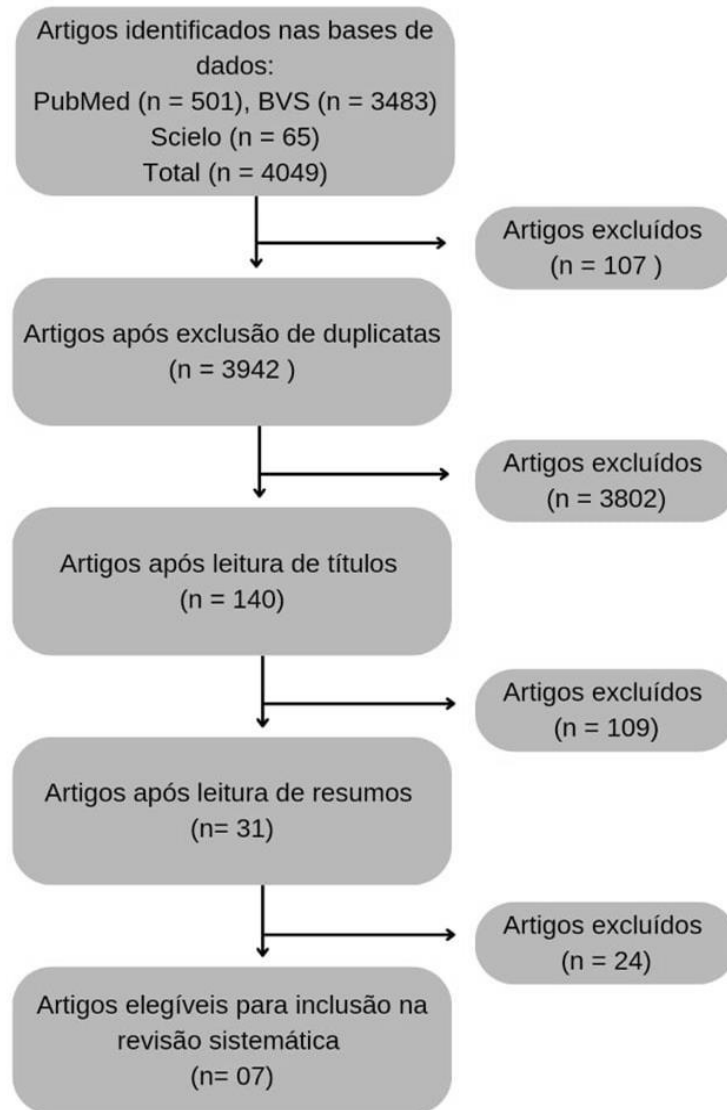 Artigos identificados nas bases de
dados:
PubMed (n = 501), BVS (n = 3483)
Scielo (n = 65)
Total (n = 4049)
Artigos excluídos
(n = 107 )
Artigos após exclusão de duplicatas
(n = 3942 )
Artigos excluídos
(n = 3802)
Artigos após leitura de títulos
(n = 140)
Artigos excluídos
(n = 109)
Artigos após leitura de resumos
(n= 31)
Artigos excluídos
(n = 24)
Artigos elegíveis para inclusão na
revisão sistemática
(n= 07)